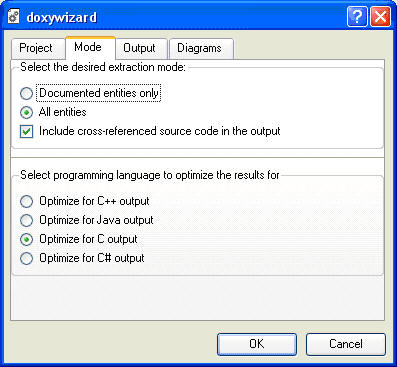 doxywizard
Project Mode Output Diagrams
Select the desired extraction mode:
Documented entities only
All entities
Include cross-referenced source code in the output
Select programming language to optimize the results for
Optimize for C++ output
Optimize for Java output
Optimize for C output
Optimize for C# output
OK Cancel